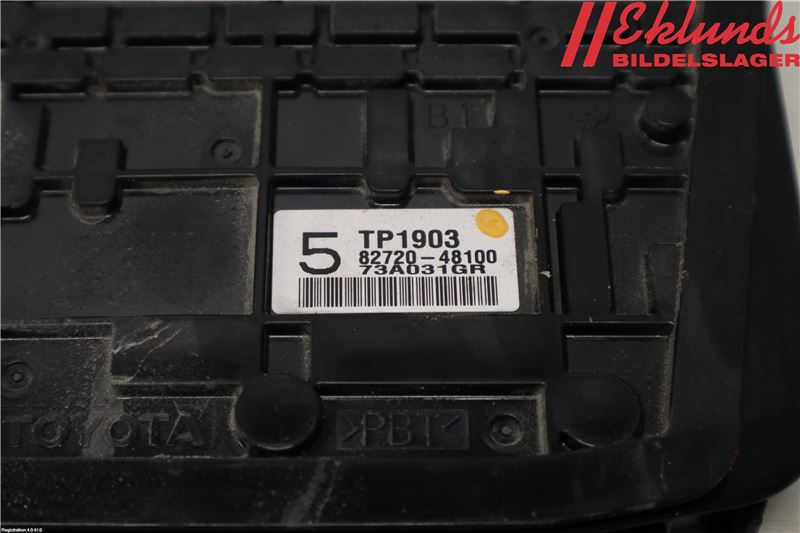 Eklunds
BILDELSLAGER
B1
5 TP1903
82720-48100
73A031GR
TOYOTA
>PBT<
Registration 4.0.41.0